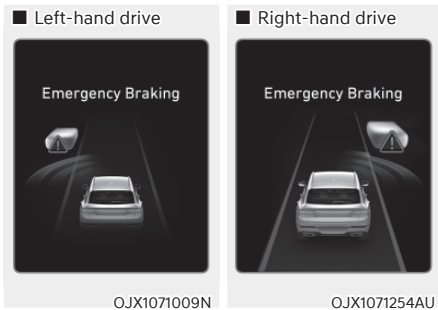 ■ Left-hand drive
Emergency Braking
OJX1071009N
■ Right-hand drive
Emergency Braking
OJX1071254AU